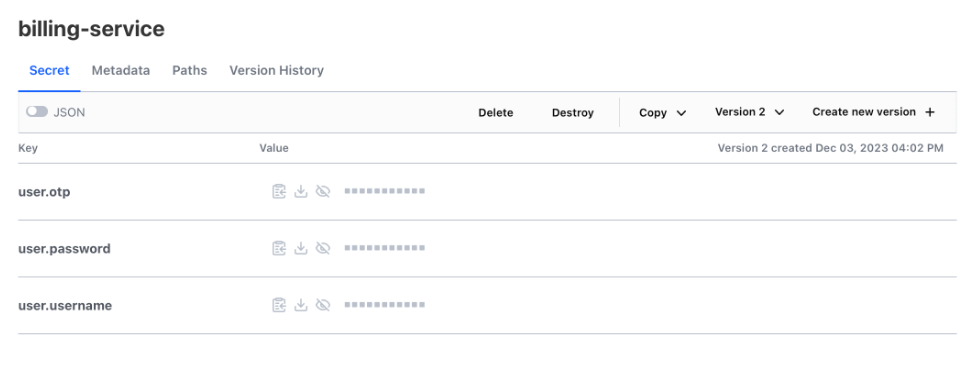 billing-service
Secret Metadata Paths Version History
JSON Delete Destroy Copy Version 2 Create new version +
Key Value Version 2 created Dec 03, 2023 04:02 PM
user.otp
user.password
user.username